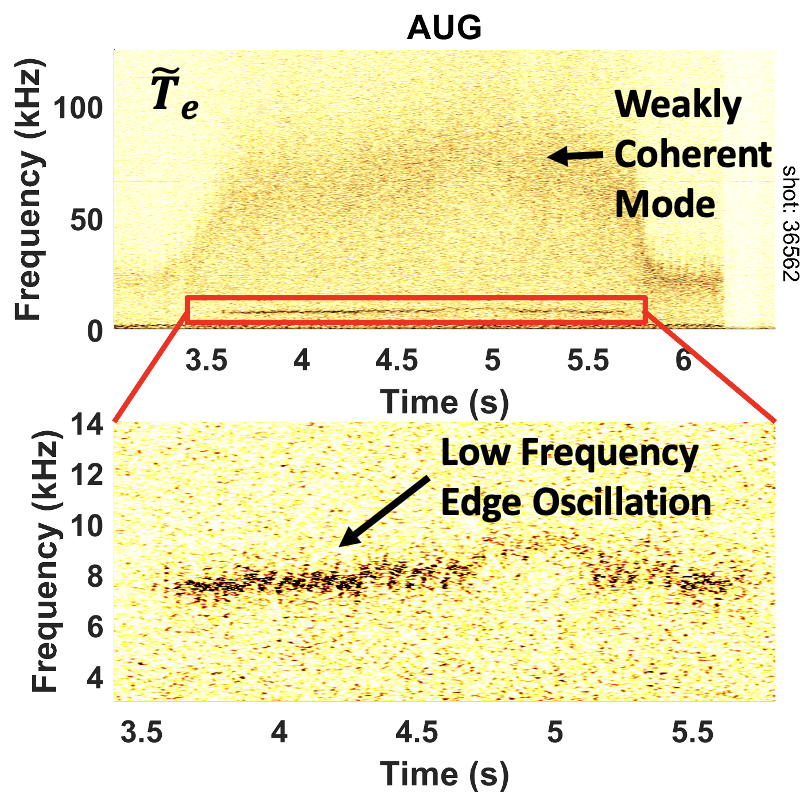 AUG
T̃e
Weakly
Coherent
Mode
Frequency (kHz)
100
50
0
shot: 36562
3.5 4 4.5 5 5.5 6
Time (s)
Low Frequency
Edge Oscillation
Frequency (kHz)
14
12
10
8
6
4
3.5 4 4.5 5 5.5
Time (s)